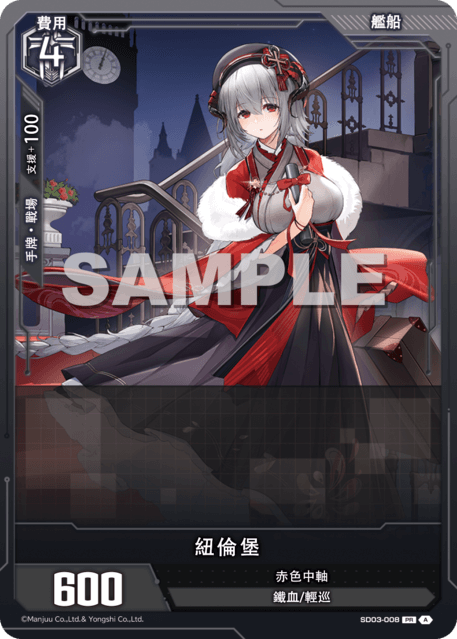 費用
艦船
4
支援+100
手牌・戰場
SAMPLE
紐倫堡
600
赤色中軸
鐵血/輕巡
©Manjuu Co.,Ltd.& Yongshi Co.,Ltd.
SD03-008 PR A